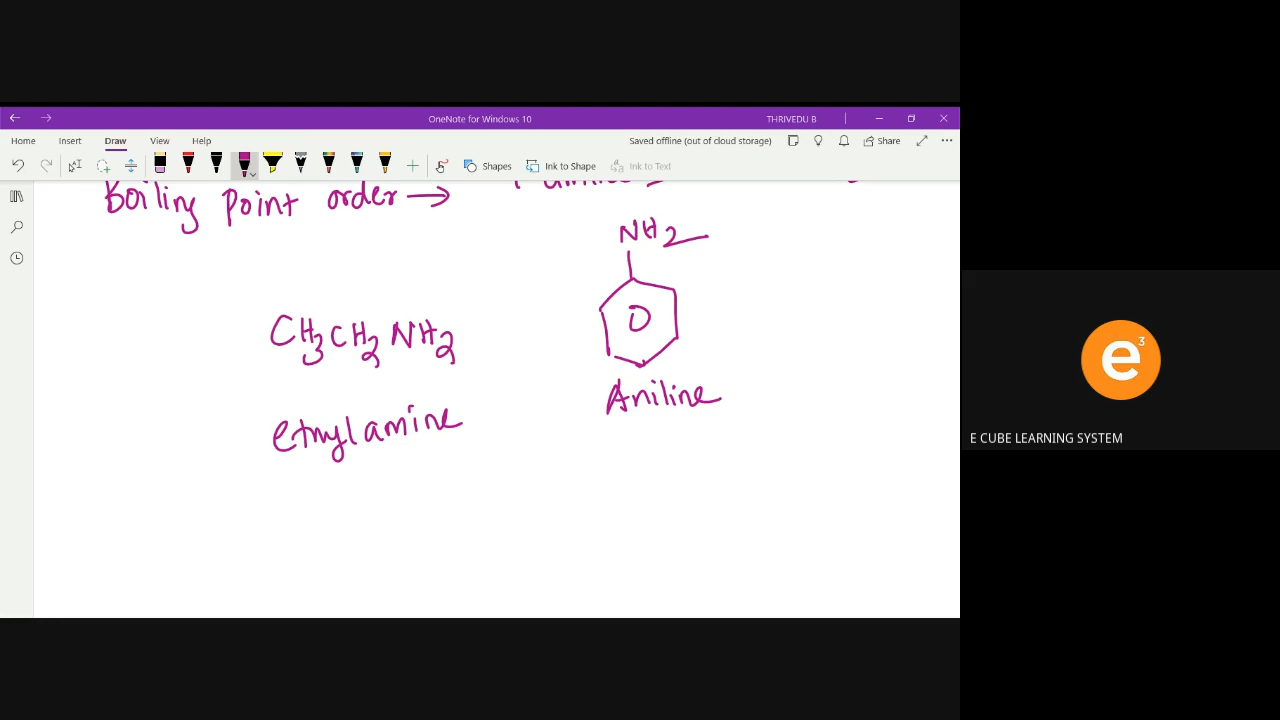 OneNote for Windows 10
THRIVEDU B
Home Insert Draw View Help
Saved offline (out of cloud storage)
Share
Shapes
Ink to Shape
Ink to Text
Boiling point order →
NH2
CH3CH2NH2
Aniline
ethylamine
e3
E CUBE LEARNING SYSTEM